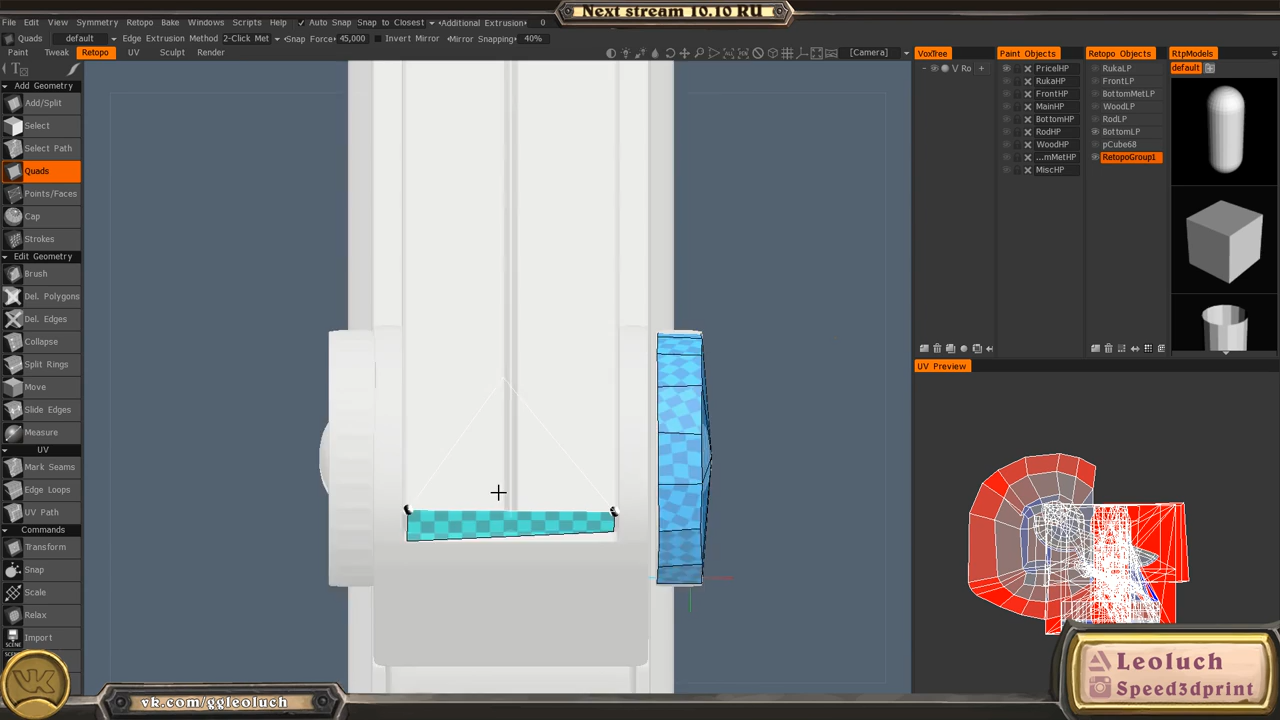 Next stream 10.10 RU
File Edit View Symmetry Retopo Bake Windows Scripts Help Auto Snap Snap to Closest Additional Extrusion 0
Quads default Edge Extrusion Method 2-Click Met Snap Force 45,000 Invert Mirror Mirror Snapping 40%
Paint Tweak Retopo UV Sculpt Render [Camera]
VoxTree Paint Objects Retopo Objects RtpModels
V Ro + PricelHP RukaLP default
RukaHP FrontLP
FrontHP BottomMetLP
MainHP WoodLP
BottomHP RodLP
RodHP BottomLP
WoodHP pCube68
...mMetHP RetopoGroup1
MiscHP
Add Geometry
Add/Split
Select
Select Path
Quads
Points/Faces
Cap
Strokes
Edit Geometry
Brush
Del. Polygons
Del. Edges
Collapse
Split Rings
Move
Slide Edges
Measure
UV
Mark Seams
Edge Loops
UV Path
Commands
Transform
Snap
Scale
Relax
Import
UV Preview
vk.com/ggleoluch
Leoluch
Speed3dprint